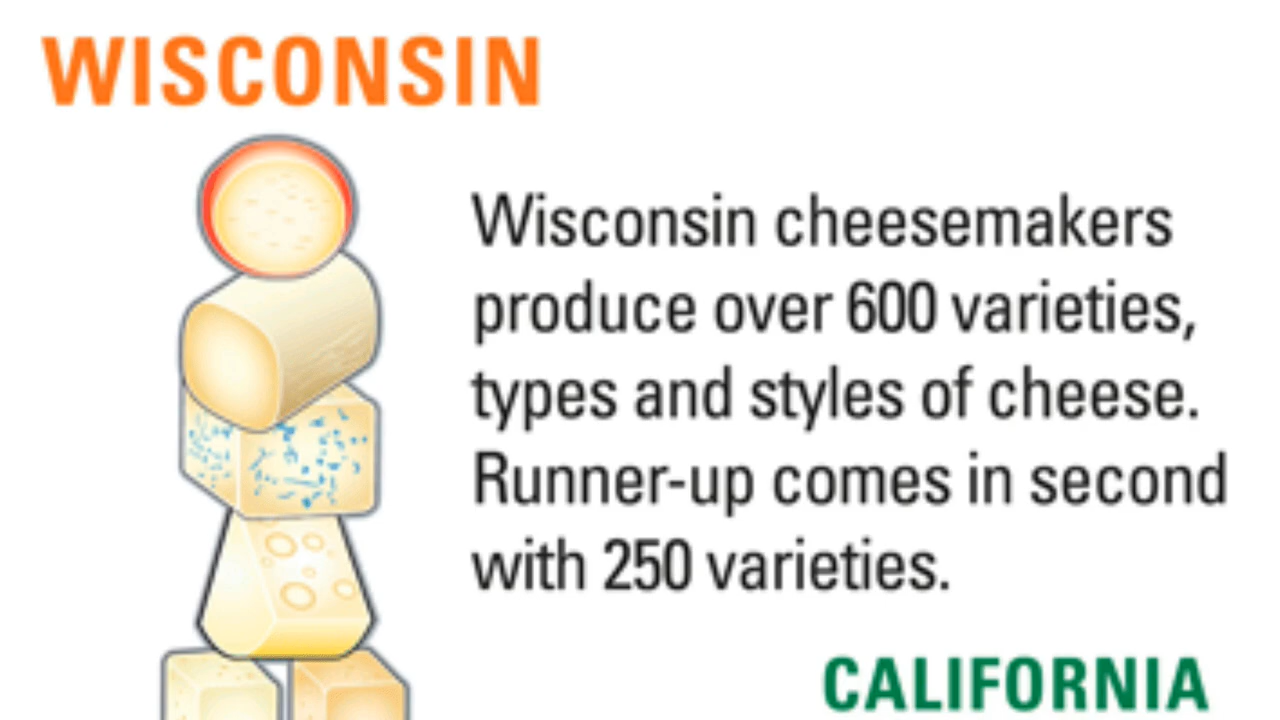 WISCONSIN
Wisconsin cheesemakers
produce over 600 varieties,
types and styles of cheese.
Runner-up comes in second
with 250 varieties.
CALIFORNIA